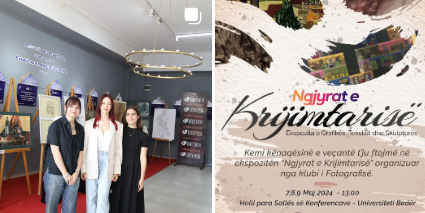 Ngjyrat e
Krijimtarisë
Ekspozita e Grafikës, Tekstilit dhe Skulpturës
Kemi kënaqësinë e veçantë t'ju ftojmë në
ekspozitën "Ngjyrat e Krijimtarisë" organizuar
nga klubi i Fotografisë.
7,8,9 Maj 2024 - 13:00
Holli para Sallës së Konferencave - Universiteti Bedër